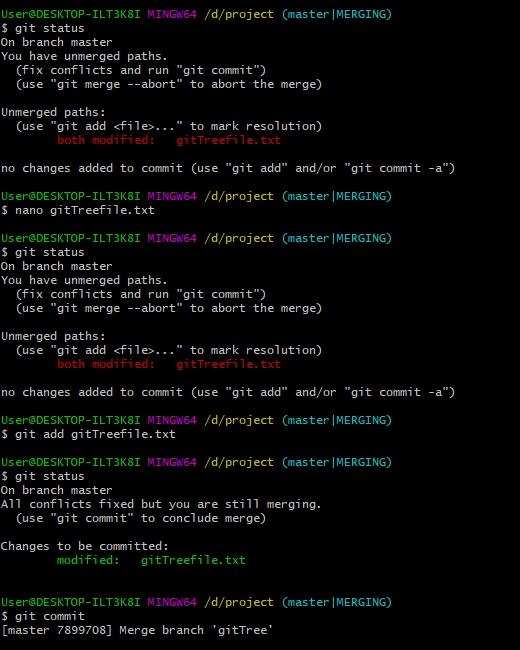 User@DESKTOP-ILT3K8I MINGW64 /d/project (master|MERGING)
$ git status
On branch master
You have unmerged paths.
  (fix conflicts and run "git commit")
  (use "git merge --abort" to abort the merge)

Unmerged paths:
  (use "git add <file>..." to mark resolution)
        both modified:   gitTreefile.txt

no changes added to commit (use "git add" and/or "git commit -a")

User@DESKTOP-ILT3K8I MINGW64 /d/project (master|MERGING)
$ nano gitTreefile.txt

User@DESKTOP-ILT3K8I MINGW64 /d/project (master|MERGING)
$ git status
On branch master
You have unmerged paths.
  (fix conflicts and run "git commit")
  (use "git merge --abort" to abort the merge)

Unmerged paths:
  (use "git add <file>..." to mark resolution)
        both modified:   gitTreefile.txt

no changes added to commit (use "git add" and/or "git commit -a")

User@DESKTOP-ILT3K8I MINGW64 /d/project (master|MERGING)
$ git add gitTreefile.txt

User@DESKTOP-ILT3K8I MINGW64 /d/project (master|MERGING)
$ git status
On branch master
All conflicts fixed but you are still merging.
  (use "git commit" to conclude merge)

Changes to be committed:
        modified:   gitTreefile.txt


User@DESKTOP-ILT3K8I MINGW64 /d/project (master|MERGING)
$ git commit
[master 7899708] Merge branch 'gitTree'